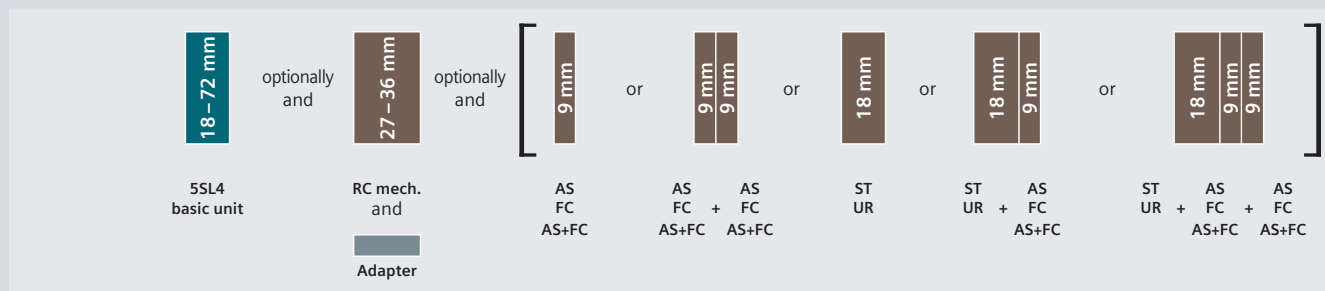 18–72 mm
optionally
and
27–36 mm
optionally
and
9 mm
or
9 mm
9 mm
or
18 mm
or
18 mm
9 mm
or
18 mm
9 mm
9 mm
5SL4
basic unit
RC mech.
and
Adapter
AS
FC
AS+FC
AS AS
FC + FC
AS+FC AS+FC
ST
UR
ST AS
UR + FC
AS+FC
ST AS AS
UR + FC + FC
AS+FC AS+FC